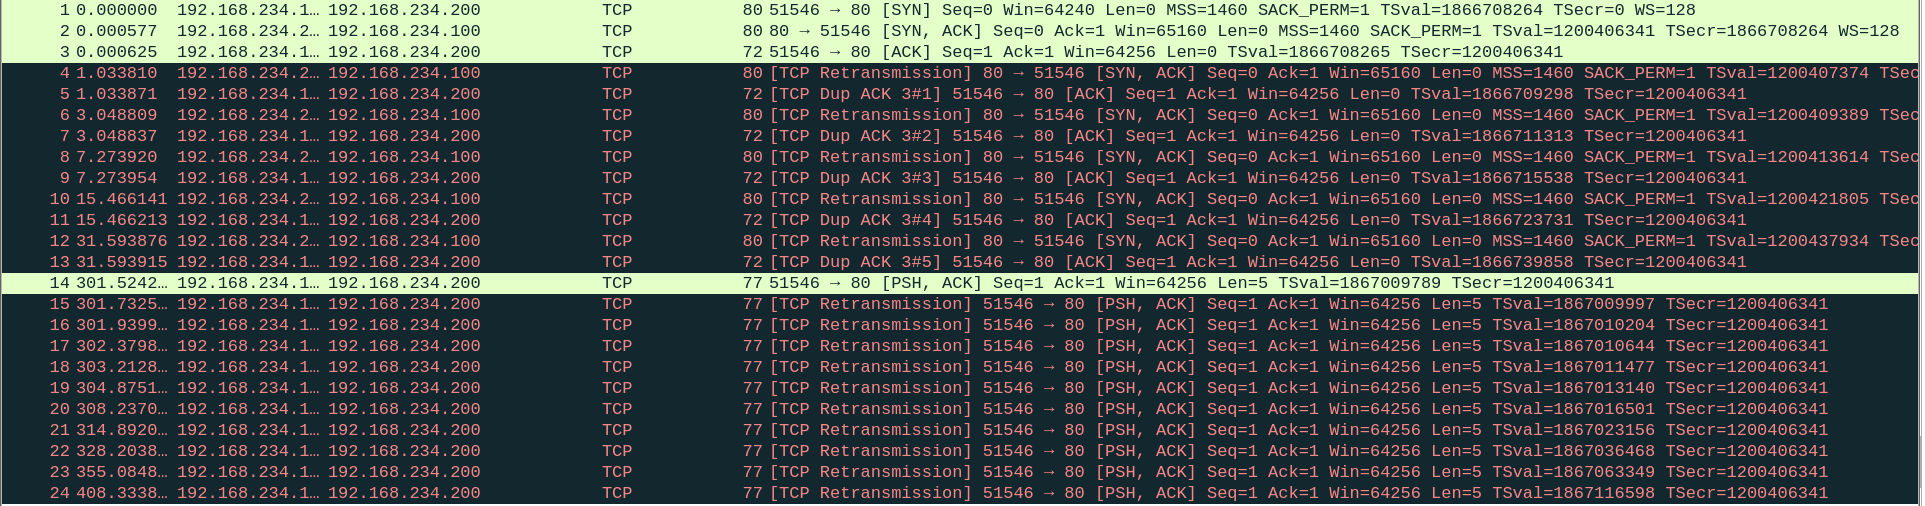 1 0.000000 192.168.234.1… 192.168.234.200 TCP 80 51546 → 80 [SYN] Seq=0 Win=64240 Len=0 MSS=1460 SACK_PERM=1 TSval=1866708264 TSecr=0 WS=128
2 0.000577 192.168.234.2… 192.168.234.100 TCP 80 80 → 51546 [SYN, ACK] Seq=0 Ack=1 Win=65160 Len=0 MSS=1460 SACK_PERM=1 TSval=1200406341 TSecr=1866708264 WS=128
3 0.000625 192.168.234.1… 192.168.234.200 TCP 72 51546 → 80 [ACK] Seq=1 Ack=1 Win=64256 Len=0 TSval=1866708265 TSecr=1200406341
4 1.033810 192.168.234.2… 192.168.234.100 TCP 80 [TCP Retransmission] 80 → 51546 [SYN, ACK] Seq=0 Ack=1 Win=65160 Len=0 MSS=1460 SACK_PERM=1 TSval=1200407374 TSec
5 1.033871 192.168.234.1… 192.168.234.200 TCP 72 [TCP Dup ACK 3#1] 51546 → 80 [ACK] Seq=1 Ack=1 Win=64256 Len=0 TSval=1866709298 TSecr=1200406341
6 3.048809 192.168.234.2… 192.168.234.100 TCP 80 [TCP Retransmission] 80 → 51546 [SYN, ACK] Seq=0 Ack=1 Win=65160 Len=0 MSS=1460 SACK_PERM=1 TSval=1200409389 TSec
7 3.048837 192.168.234.1… 192.168.234.200 TCP 72 [TCP Dup ACK 3#2] 51546 → 80 [ACK] Seq=1 Ack=1 Win=64256 Len=0 TSval=1866711313 TSecr=1200406341
8 7.273920 192.168.234.2… 192.168.234.100 TCP 80 [TCP Retransmission] 80 → 51546 [SYN, ACK] Seq=0 Ack=1 Win=65160 Len=0 MSS=1460 SACK_PERM=1 TSval=1200413614 TSec
9 7.273954 192.168.234.1… 192.168.234.200 TCP 72 [TCP Dup ACK 3#3] 51546 → 80 [ACK] Seq=1 Ack=1 Win=64256 Len=0 TSval=1866715538 TSecr=1200406341
10 15.466141 192.168.234.2… 192.168.234.100 TCP 80 [TCP Retransmission] 80 → 51546 [SYN, ACK] Seq=0 Ack=1 Win=65160 Len=0 MSS=1460 SACK_PERM=1 TSval=1200421805 TSec
11 15.466213 192.168.234.1… 192.168.234.200 TCP 72 [TCP Dup ACK 3#4] 51546 → 80 [ACK] Seq=1 Ack=1 Win=64256 Len=0 TSval=1866723731 TSecr=1200406341
12 31.593876 192.168.234.2… 192.168.234.100 TCP 80 [TCP Retransmission] 80 → 51546 [SYN, ACK] Seq=0 Ack=1 Win=65160 Len=0 MSS=1460 SACK_PERM=1 TSval=1200437934 TSec
13 31.593915 192.168.234.1… 192.168.234.200 TCP 72 [TCP Dup ACK 3#5] 51546 → 80 [ACK] Seq=1 Ack=1 Win=64256 Len=0 TSval=1866739858 TSecr=1200406341
14 301.5242… 192.168.234.1… 192.168.234.200 TCP 77 51546 → 80 [PSH, ACK] Seq=1 Ack=1 Win=64256 Len=5 TSval=1867009789 TSecr=1200406341
15 301.7325… 192.168.234.1… 192.168.234.200 TCP 77 [TCP Retransmission] 51546 → 80 [PSH, ACK] Seq=1 Ack=1 Win=64256 Len=5 TSval=1867009997 TSecr=1200406341
16 301.9399… 192.168.234.1… 192.168.234.200 TCP 77 [TCP Retransmission] 51546 → 80 [PSH, ACK] Seq=1 Ack=1 Win=64256 Len=5 TSval=1867010204 TSecr=1200406341
17 302.3798… 192.168.234.1… 192.168.234.200 TCP 77 [TCP Retransmission] 51546 → 80 [PSH, ACK] Seq=1 Ack=1 Win=64256 Len=5 TSval=1867010644 TSecr=1200406341
18 303.2128… 192.168.234.1… 192.168.234.200 TCP 77 [TCP Retransmission] 51546 → 80 [PSH, ACK] Seq=1 Ack=1 Win=64256 Len=5 TSval=1867011477 TSecr=1200406341
19 304.8751… 192.168.234.1… 192.168.234.200 TCP 77 [TCP Retransmission] 51546 → 80 [PSH, ACK] Seq=1 Ack=1 Win=64256 Len=5 TSval=1867013140 TSecr=1200406341
20 308.2370… 192.168.234.1… 192.168.234.200 TCP 77 [TCP Retransmission] 51546 → 80 [PSH, ACK] Seq=1 Ack=1 Win=64256 Len=5 TSval=1867016501 TSecr=1200406341
21 314.8920… 192.168.234.1… 192.168.234.200 TCP 77 [TCP Retransmission] 51546 → 80 [PSH, ACK] Seq=1 Ack=1 Win=64256 Len=5 TSval=1867023156 TSecr=1200406341
22 328.2038… 192.168.234.1… 192.168.234.200 TCP 77 [TCP Retransmission] 51546 → 80 [PSH, ACK] Seq=1 Ack=1 Win=64256 Len=5 TSval=1867036468 TSecr=1200406341
23 355.0848… 192.168.234.1… 192.168.234.200 TCP 77 [TCP Retransmission] 51546 → 80 [PSH, ACK] Seq=1 Ack=1 Win=64256 Len=5 TSval=1867063349 TSecr=1200406341
24 408.3338… 192.168.234.1… 192.168.234.200 TCP 77 [TCP Retransmission] 51546 → 80 [PSH, ACK] Seq=1 Ack=1 Win=64256 Len=5 TSval=1867116598 TSecr=1200406341